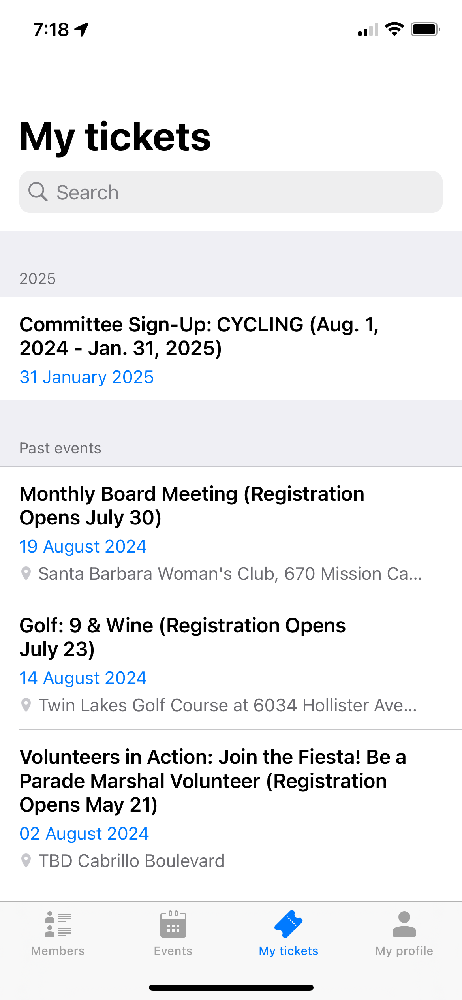 7:18
My tickets
Search
2025
Committee Sign-Up: CYCLING (Aug. 1,
2024 - Jan. 31, 2025)
31 January 2025
Past events
Monthly Board Meeting (Registration
Opens July 30)
19 August 2024
Santa Barbara Woman's Club, 670 Mission Ca...
Golf: 9 & Wine (Registration Opens
July 23)
14 August 2024
Twin Lakes Golf Course at 6034 Hollister Ave...
Volunteers in Action: Join the Fiesta! Be a
Parade Marshal Volunteer (Registration
Opens May 21)
02 August 2024
TBD Cabrillo Boulevard
Members
Events
My tickets
My profile